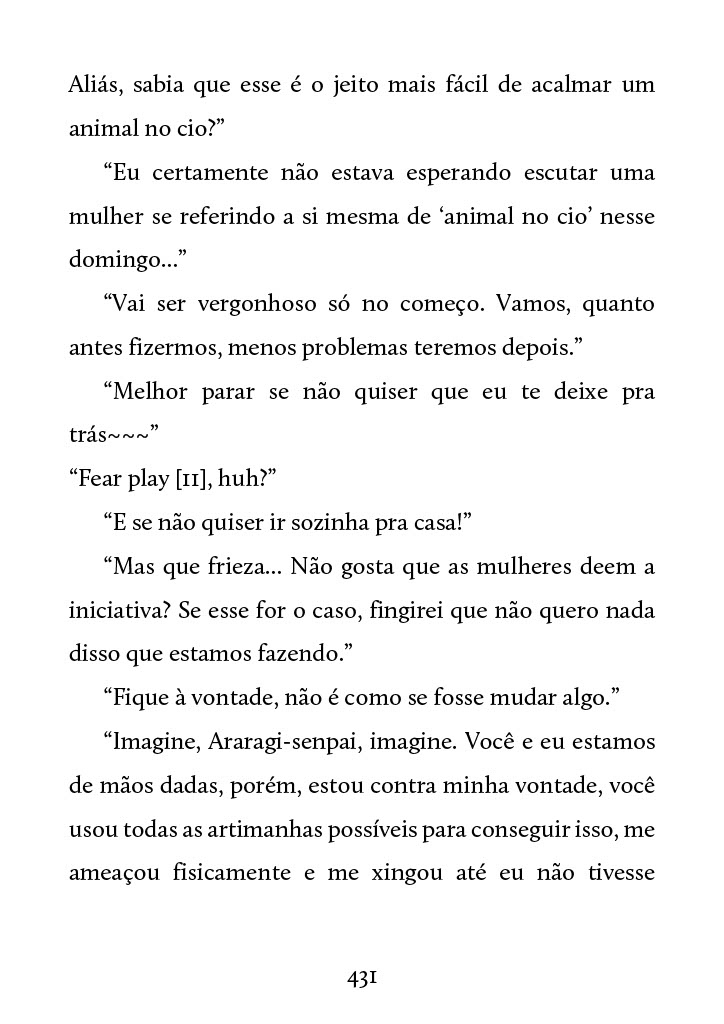 Aliás, sabia que esse é o jeito mais fácil de acalmar um
animal no cio?”
“Eu certamente não estava esperando escutar uma
mulher se referindo a si mesma de ‘animal no cio’ nesse
domingo...”
“Vai ser vergonhoso só no começo. Vamos, quanto
antes fizermos, menos problemas teremos depois.”
“Melhor parar se não quiser que eu te deixe pra
trás~~~”
“Fear play [11], huh?”
“E se não quiser ir sozinha pra casa!”
“Mas que frieza... Não gosta que as mulheres deem a
iniciativa? Se esse for o caso, fingirei que não quero nada
disso que estamos fazendo.”
“Fique à vontade, não é como se fosse mudar algo.”
“Imagine, Araragi-senpai, imagine. Você e eu estamos
de mãos dadas, porém, estou contra minha vontade, você
usou todas as artimanhas possíveis para conseguir isso, me
ameaçou fisicamente e me xingou até eu não tivesse
431